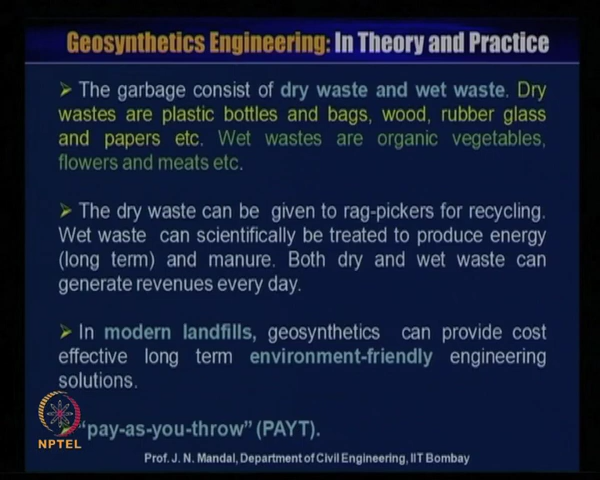 Geosynthetics Engineering: In Theory and Practice
➢ The garbage consist of dry waste and wet waste. Dry
wastes are plastic bottles and bags, wood, rubber glass
and papers etc. Wet wastes are organic vegetables,
flowers and meats etc.
➢ The dry waste can be given to rag-pickers for recycling.
Wet waste can scientifically be treated to produce energy
(long term) and manure. Both dry and wet waste can
generate revenues every day.
➢ In modern landfills, geosynthetics can provide cost
effective long term environment-friendly engineering
solutions.
➢ "pay-as-you-throw" (PAYT).
NPTEL
Prof. J. N. Mandal, Department of Civil Engineering, IIT Bombay